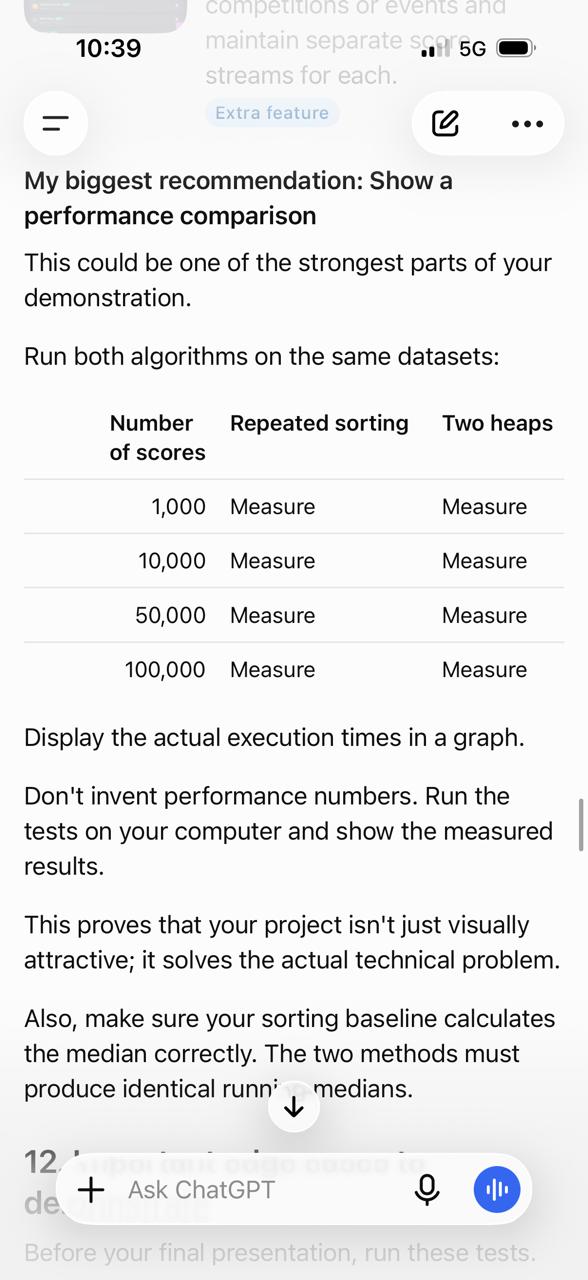 competitions or events and
maintain separate score
streams for each.
10:39
5G
Extra feature
My biggest recommendation: Show a
performance comparison
This could be one of the strongest parts of your
demonstration.
Run both algorithms on the same datasets:
Number of scores Repeated sorting Two heaps
1,000 Measure Measure
10,000 Measure Measure
50,000 Measure Measure
100,000 Measure Measure
Display the actual execution times in a graph.
Don't invent performance numbers. Run the
tests on your computer and show the measured
results.
This proves that your project isn't just visually
attractive; it solves the actual technical problem.
Also, make sure your sorting baseline calculates
the median correctly. The two methods must
produce identical running medians.
12. Important edge cases to
Ask ChatGPT
Before your final presentation, run these tests.